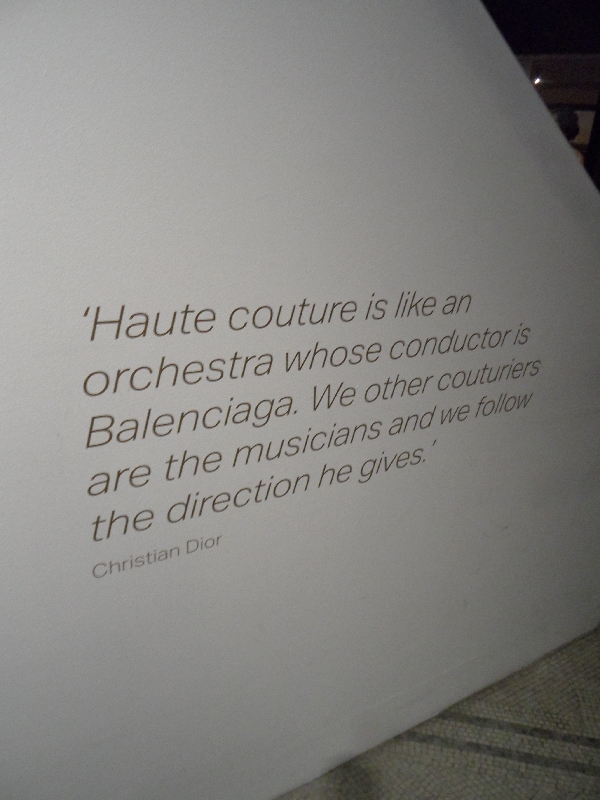 ‘Haute couture is like an
orchestra whose conductor is
Balenciaga. We other couturiers
are the musicians and we follow
the direction he gives.’
Christian Dior